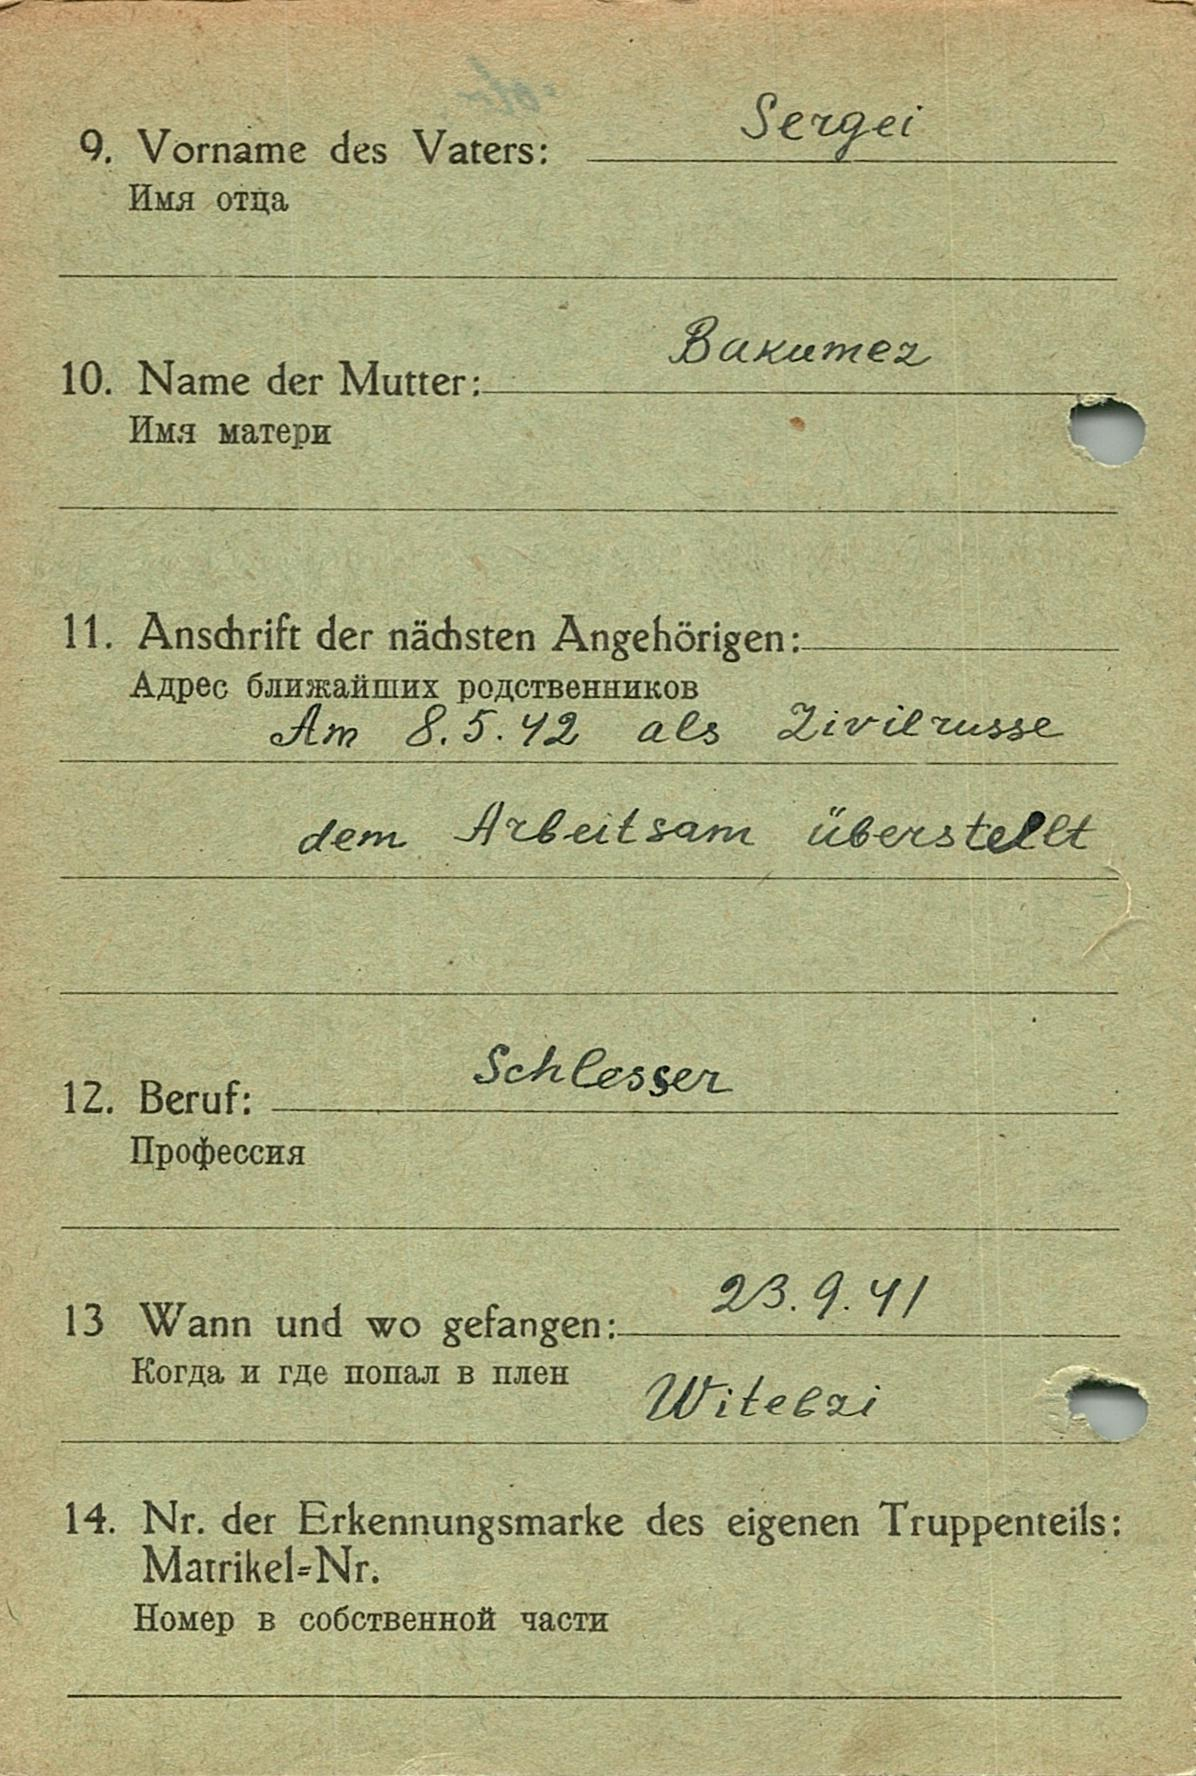 Sergei
9. Vorname des Vaters:
Имя отца
Bakumez
10. Name der Mutter:
Имя матери
11. Anschrift der nächsten Angehörigen:
Адрес ближайших родственников
Am 8.5.42 als Zivilrusse
dem Arbeitsam überstellt
Schlesser
12. Beruf:
Профессия
23.9.41
13 Wann und wo gefangen:
Когда и где попал в плен
Witebzi
14. Nr. der Erkennungsmarke des eigenen Truppenteils:
Matrikel-Nr.
Номер в собственной части